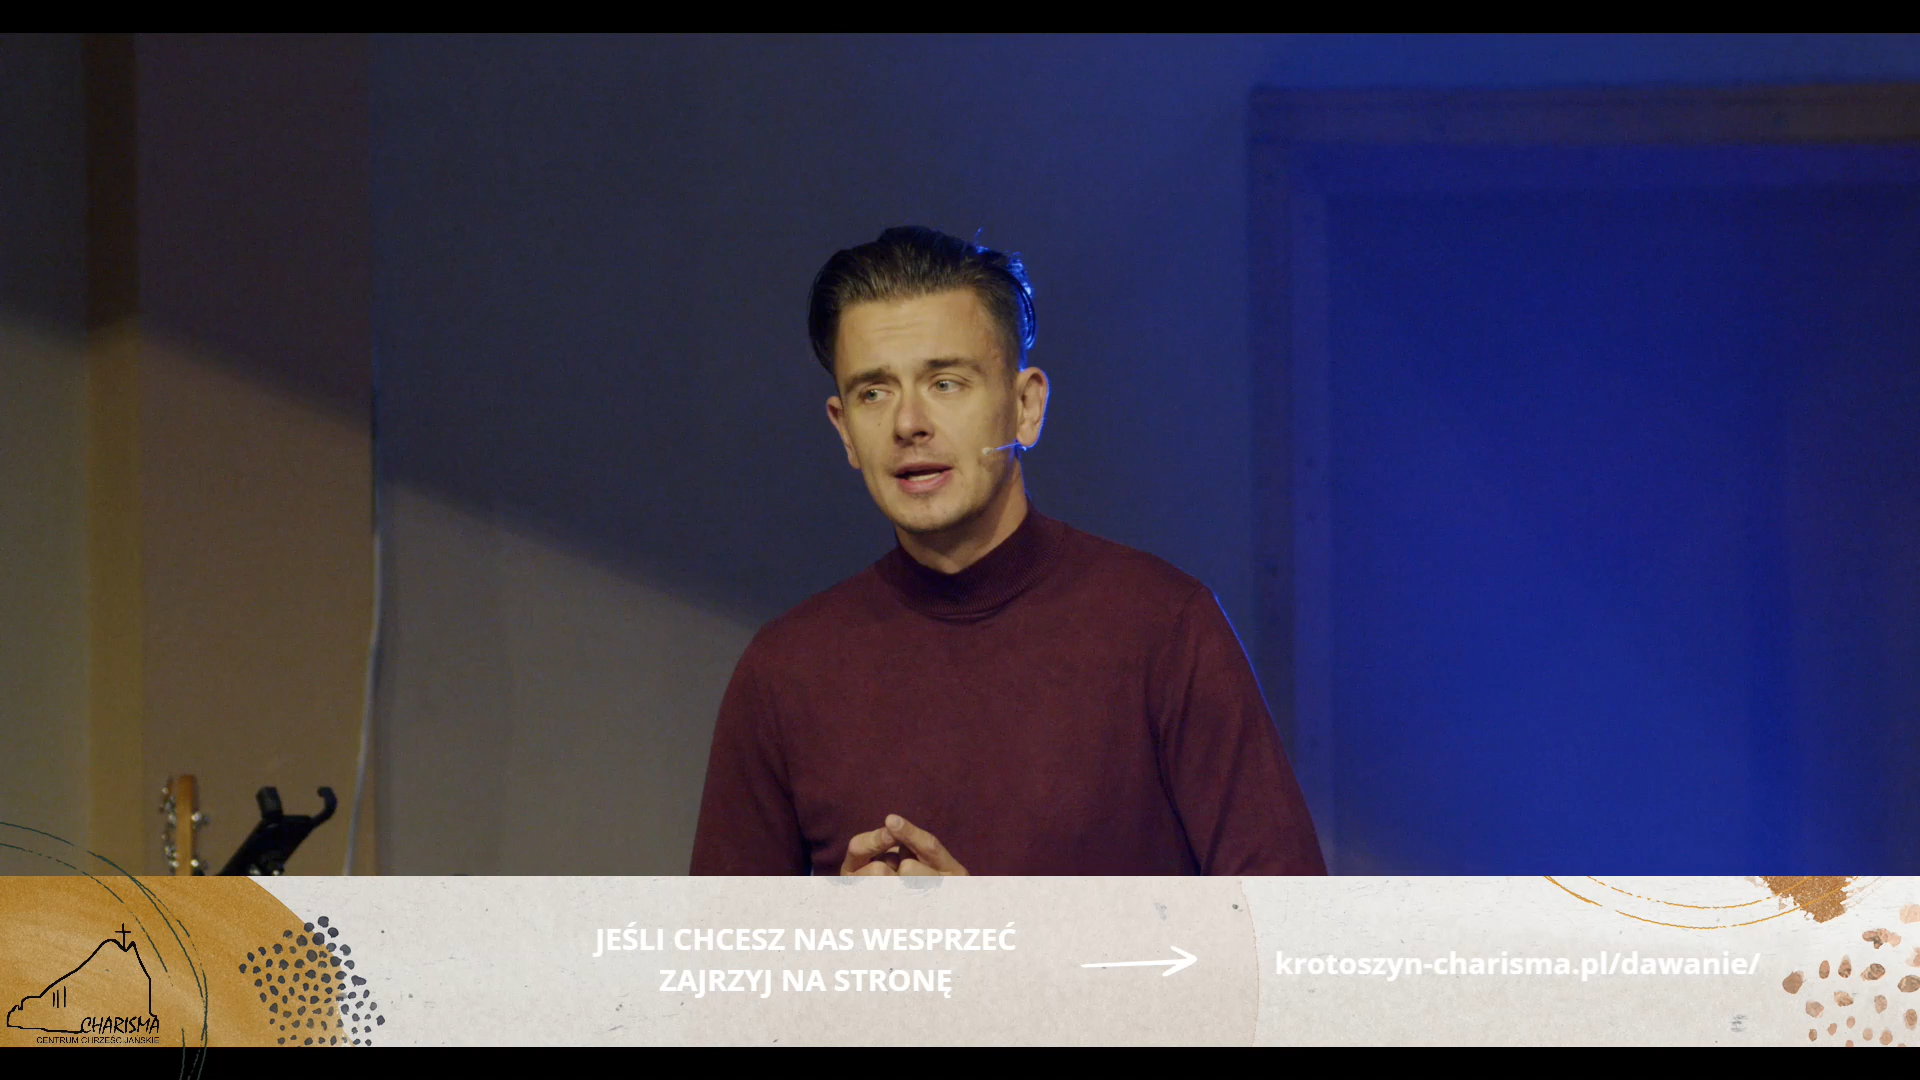 JEŚLI CHCESZ NAS WESPRZEĆ
ZAJRZYJ NA STRONĘ
krotoszyn-charisma.pl/dawanie/
CHARISMA
CENTRUM CHRZEŚCIJAŃSKIE